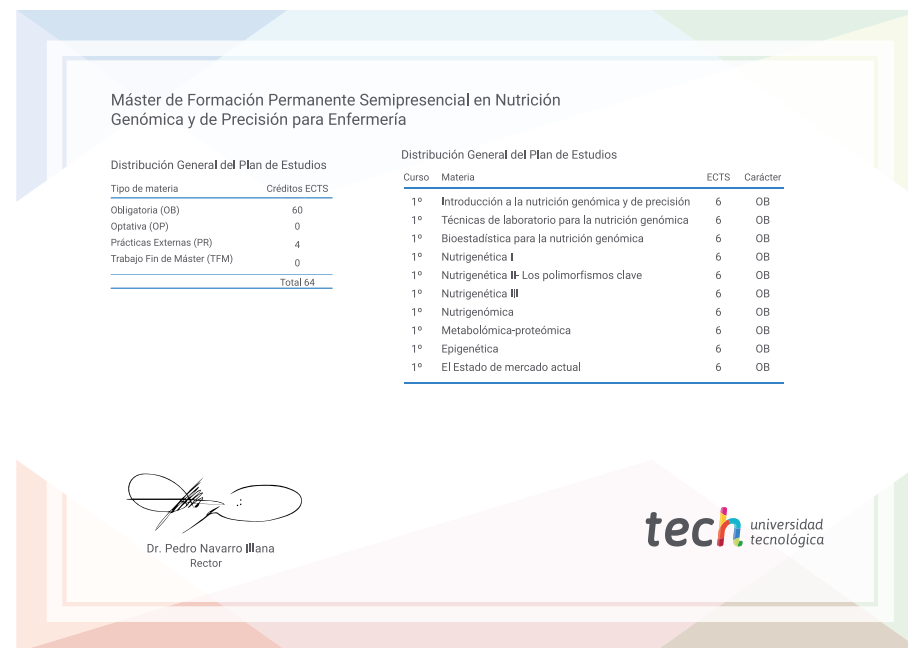 Máster de Formación Permanente Semipresencial en Nutrición
Genómica y de Precisión para Enfermería
Distribución General del Plan de Estudios
Tipo de materia Créditos ECTS
Obligatoria (OB) 60
Optativa (OP) 0
Prácticas Externas (PR) 4
Trabajo Fin de Máster (TFM) 0
Total 64
Distribución General del Plan de Estudios
Curso Materia ECTS Carácter
1º Introducción a la nutrición genómica y de precisión 6 OB
1º Técnicas de laboratorio para la nutrición genómica 6 OB
1º Bioestadística para la nutrición genómica 6 OB
1º Nutrigenética I 6 OB
1º Nutrigenética II- Los polimorfismos clave 6 OB
1º Nutrigenética III 6 OB
1º Nutrigenómica 6 OB
1º Metabolómica-proteómica 6 OB
1º Epigenética 6 OB
1º El Estado de mercado actual 6 OB
Dr. Pedro Navarro Illana
Rector
tech universidad
tecnológica